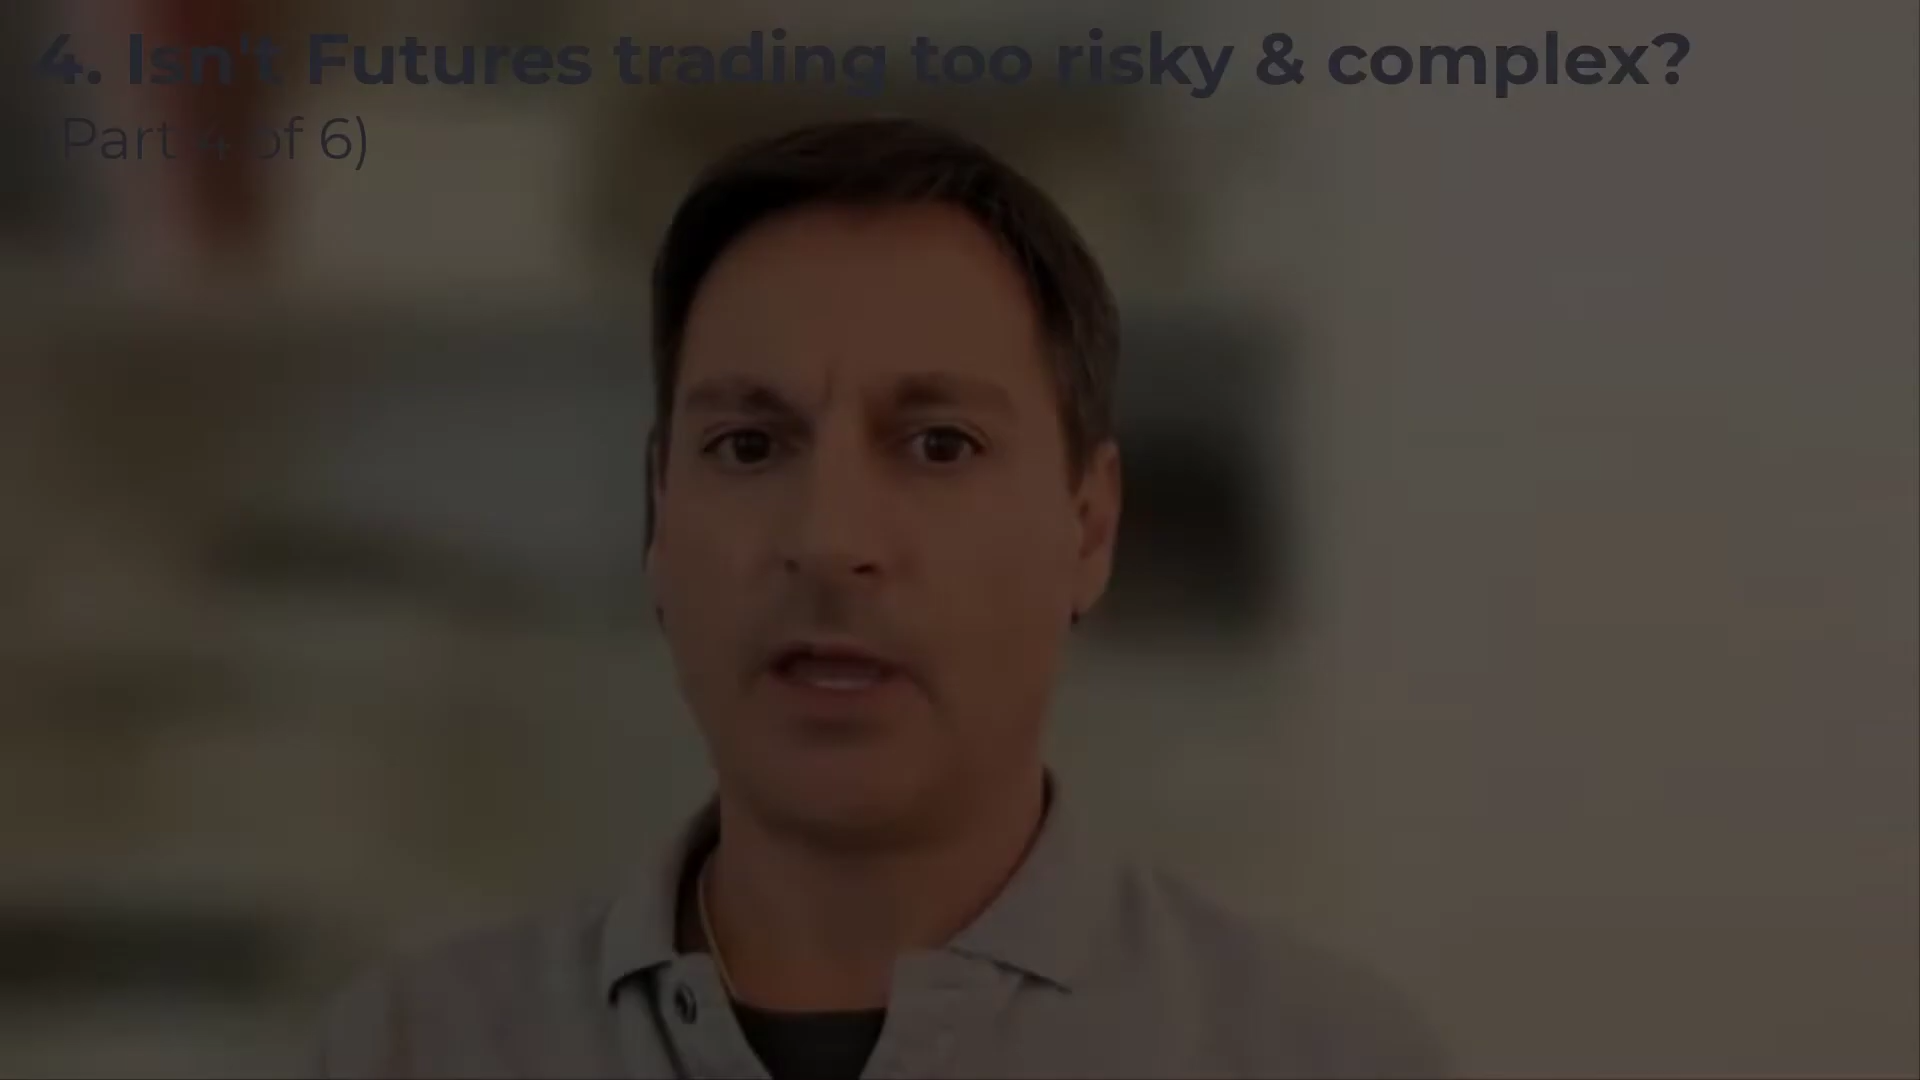 4. Isn't Futures trading too risky & complex?
Part 4 of 6)